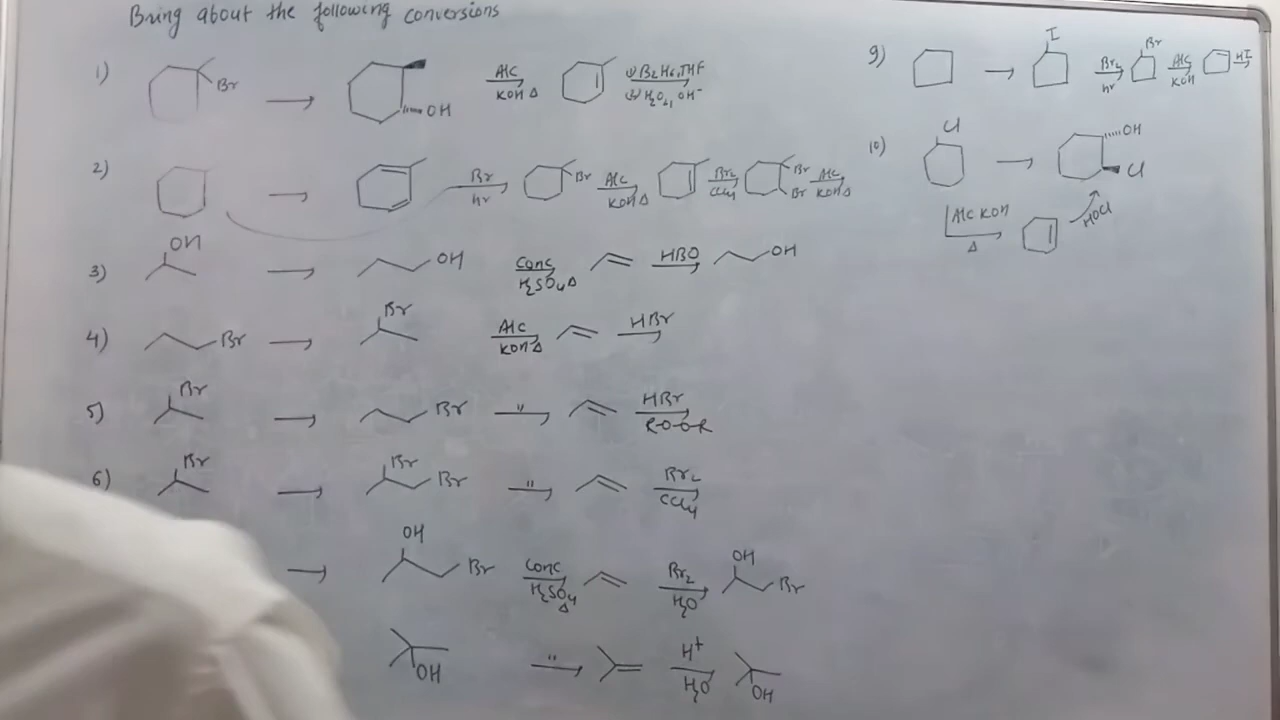 Bring about the following conversions
1) Br → OH Alc KOH Δ 1) B2H6,THF 2) H2O2, OH-
2) → Br hν Br Alc KOH Δ Br2 CCl4 Br Br Alc KOH Δ
3) OH → OH Conc H2SO4 Δ HBO OH
4) Br → Br Alc KOH Δ HBr
5) Br → Br " HBr R-O-O-R
6) Br → Br Br " Br2 CCl4
→ OH Br Conc H2SO4 Δ Br2 H2O OH Br
OH " H+ H2O OH
9) → I Br2 hν Br Alc KOH HI
10) Cl → OH Cl
Alc KOH Δ HOCl